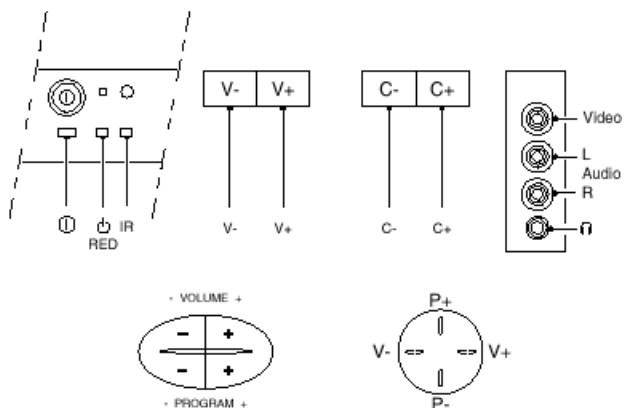 V- V+
C- C+
Video
L
Audio
R
IR
RED
V- V+
C- C+
- VOLUME +
- +
- +
- PROGRAM +
P+
V- V+
P-